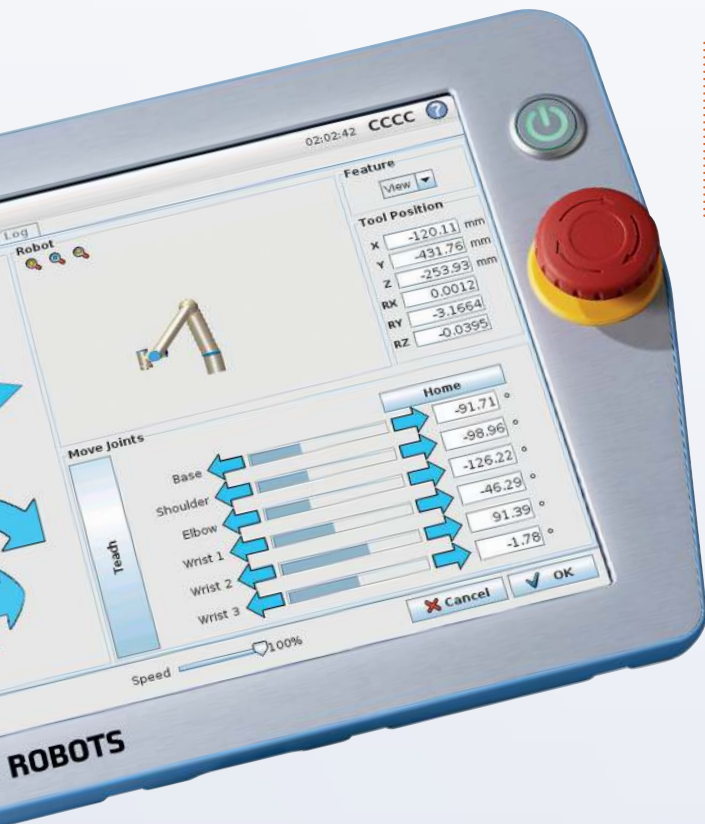 02:02:42 CCCC ?
Log
Robot
Feature
View
Tool Position
X -120.11 mm
Y -431.76 mm
Z -253.93 mm
RX 0.0012
RY -3.1664
RZ -0.0395
Move Joints
Home
Teach
Base -91.71 °
Shoulder -98.96 °
Elbow -126.22 °
Wrist 1 -46.29 °
Wrist 2 91.39 °
Wrist 3 -1.78 °
Cancel OK
Speed 100%
ROBOTS